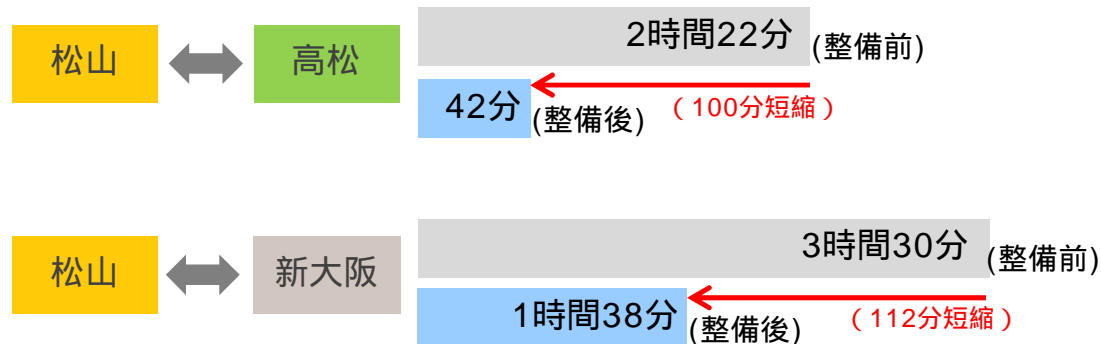 松山
高松
2時間22分
(整備前)
42分
(整備後)
(100分短縮)
松山
新大阪
3時間30分
(整備前)
1時間38分
(整備後)
(112分短縮)